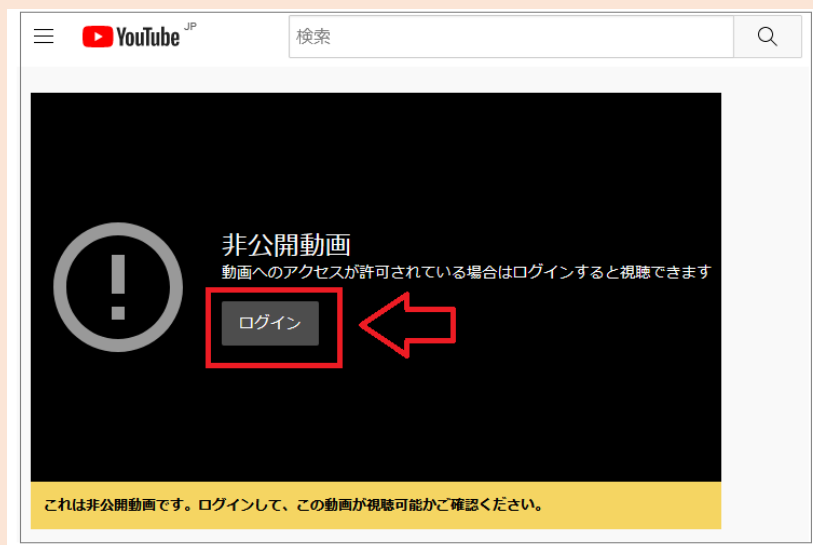 YouTube JP
検索
非公開動画
動画へのアクセスが許可されている場合はログインすると視聴できます
ログイン
これは非公開動画です。ログインして、この動画が視聴可能かご確認ください。